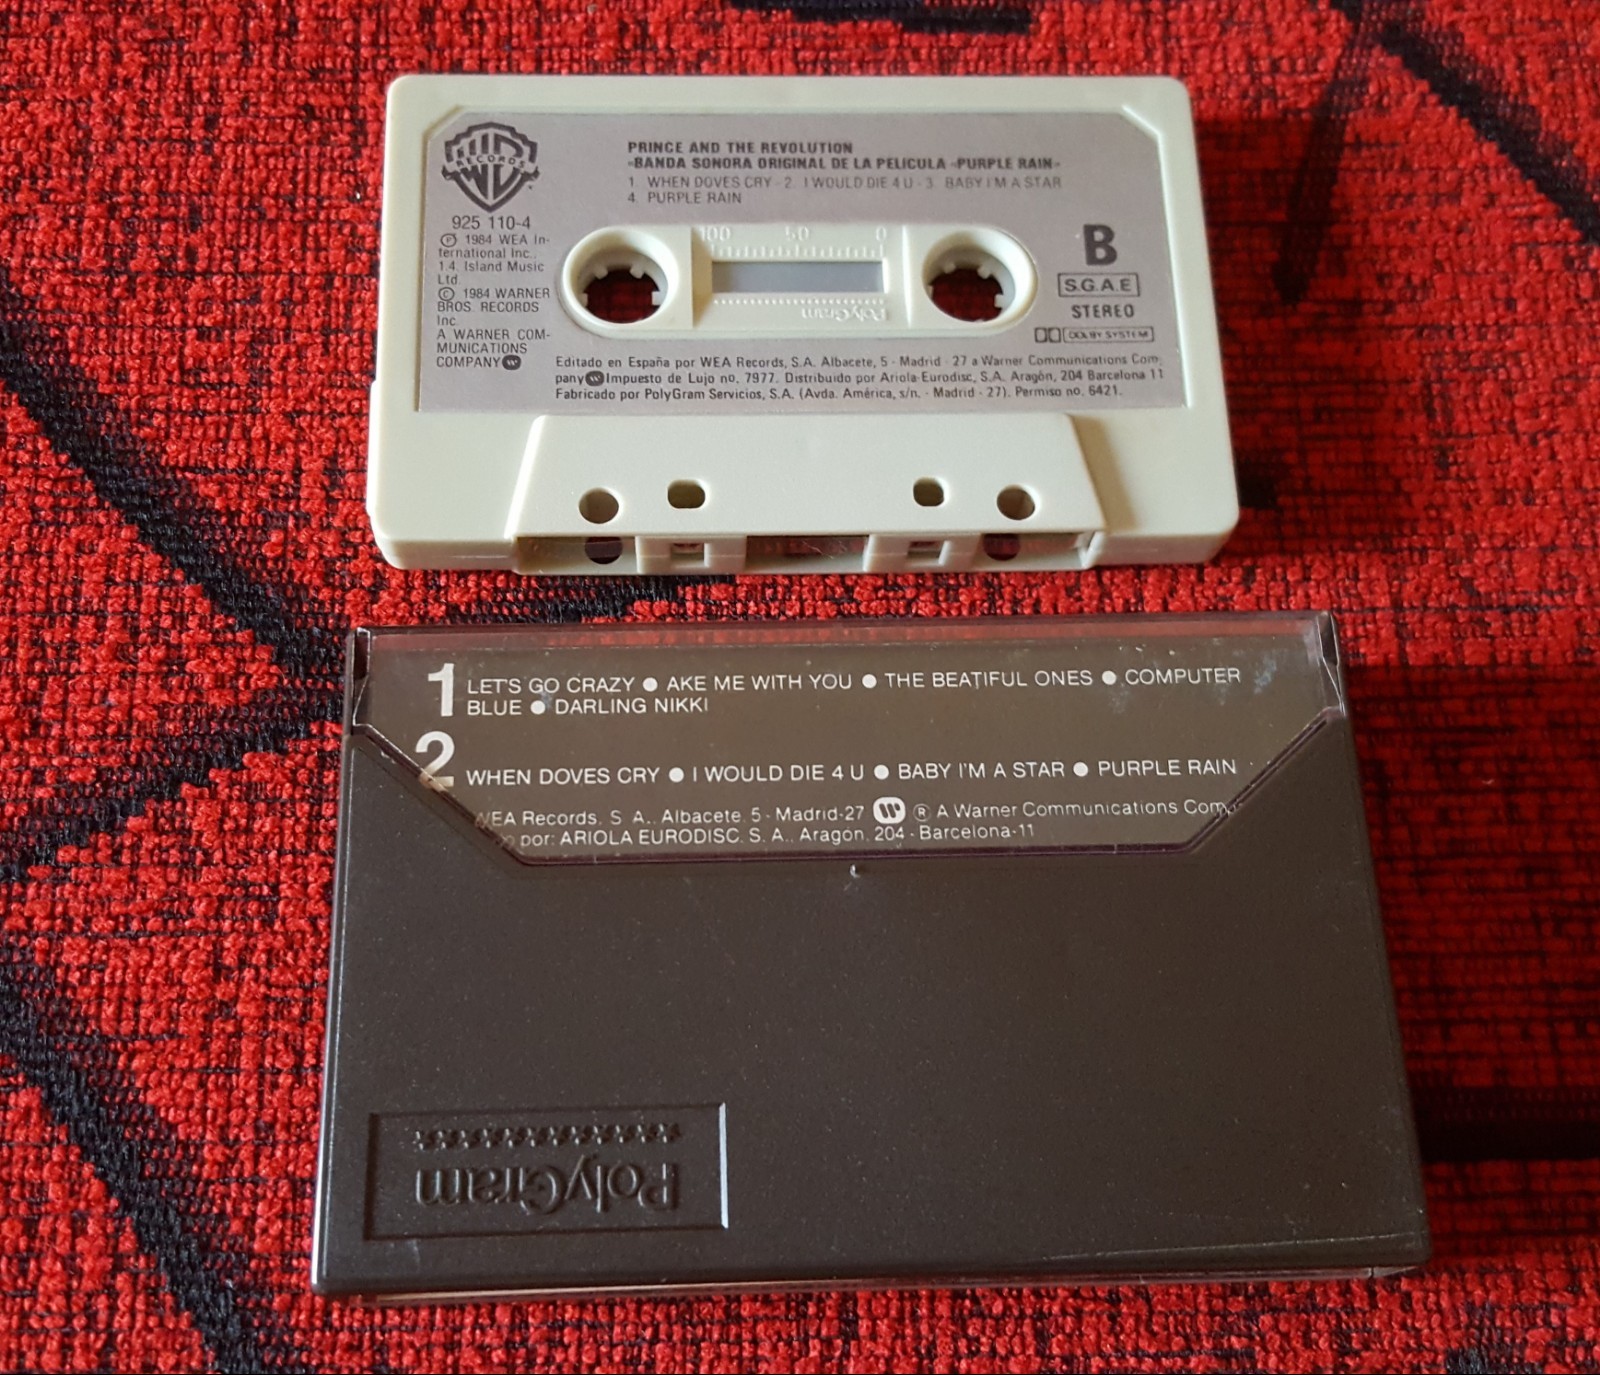 WB
RECORDS
925 110-4
Ⓟ 1984 WEA In-
ternational Inc..
1.4. Island Music
Ltd.
© 1984 WARNER
BROS. RECORDS
Inc.
A WARNER COM-
MUNICATIONS
COMPANY
PRINCE AND THE REVOLUTION
«BANDA SONORA ORIGINAL DE LA PELICULA «PURPLE RAIN»
1. WHEN DOVES CRY - 2. I WOULD DIE 4 U - 3. BABY I'M A STAR
4. PURPLE RAIN
100 50 0
PolyGram
B
S.G.A.E.
STEREO
DOLBY SYSTEM
Editado en España por WEA Records, S.A. Albacete, 5 - Madrid - 27 a Warner Communications Com
pany Impuesto de Lujo no. 7977. Distribuido por Ariola-Eurodisc, S.A. Aragón, 204 Barcelona 11
Fabricado por PolyGram Servicios, S.A. (Avda. América, s/n. - Madrid - 27). Permiso no. 6421.
1 LET'S GO CRAZY ● AKE ME WITH YOU ● THE BEATIFUL ONES ● COMPUTER
BLUE ● DARLING NIKKI
2 WHEN DOVES CRY ● I WOULD DIE 4 U ● BABY I'M A STAR ● PURPLE RAIN
WEA Records. S. A.. Albacete. 5 - Madrid-27 ® A Warner Communications
por: ARIOLA EURODISC. S. A.. Aragón. 204 - Barcelona-11
PolyGram